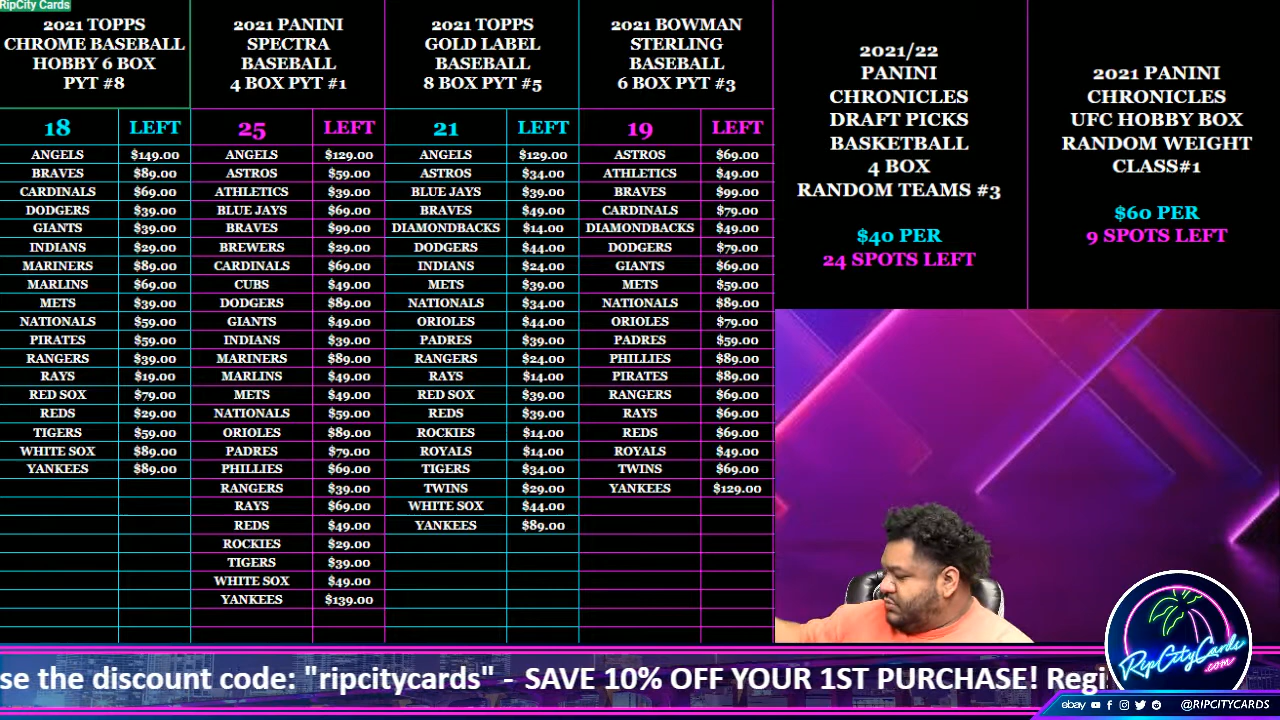 RipCity Cards
2021 TOPPS
CHROME BASEBALL
HOBBY 6 BOX
PYT #8
18 LEFT
ANGELS $149.00
BRAVES $89.00
CARDINALS $69.00
DODGERS $39.00
GIANTS $39.00
INDIANS $29.00
MARINERS $89.00
MARLINS $69.00
METS $39.00
NATIONALS $59.00
PIRATES $59.00
RANGERS $39.00
RAYS $19.00
RED SOX $79.00
REDS $29.00
TIGERS $59.00
WHITE SOX $89.00
YANKEES $89.00
2021 PANINI
SPECTRA
BASEBALL
4 BOX PYT #1
25 LEFT
ANGELS $129.00
ASTROS $59.00
ATHLETICS $39.00
BLUE JAYS $69.00
BRAVES $99.00
BREWERS $29.00
CARDINALS $69.00
CUBS $49.00
DODGERS $89.00
GIANTS $49.00
INDIANS $39.00
MARINERS $89.00
MARLINS $49.00
METS $49.00
NATIONALS $59.00
ORIOLES $89.00
PADRES $79.00
PHILLIES $69.00
RANGERS $39.00
RAYS $69.00
REDS $49.00
ROCKIES $29.00
TIGERS $39.00
WHITE SOX $49.00
YANKEES $139.00
2021 TOPPS
GOLD LABEL
BASEBALL
8 BOX PYT #5
21 LEFT
ANGELS $129.00
ASTROS $34.00
BLUE JAYS $39.00
BRAVES $49.00
DIAMONDBACKS $14.00
DODGERS $44.00
INDIANS $24.00
METS $39.00
NATIONALS $34.00
ORIOLES $44.00
PADRES $39.00
RANGERS $24.00
RAYS $14.00
RED SOX $39.00
REDS $39.00
ROCKIES $14.00
ROYALS $14.00
TIGERS $34.00
TWINS $29.00
WHITE SOX $44.00
YANKEES $89.00
2021 BOWMAN
STERLING
BASEBALL
6 BOX PYT #3
19 LEFT
ASTROS $69.00
ATHLETICS $49.00
BRAVES $99.00
CARDINALS $79.00
DIAMONDBACKS $49.00
DODGERS $79.00
GIANTS $69.00
METS $59.00
NATIONALS $89.00
ORIOLES $79.00
PADRES $59.00
PHILLIES $89.00
PIRATES $89.00
RANGERS $69.00
RAYS $69.00
REDS $69.00
ROYALS $49.00
TWINS $69.00
YANKEES $129.00
2021/22
PANINI
CHRONICLES
DRAFT PICKS
BASKETBALL
4 BOX
RANDOM TEAMS #3
$40 PER
24 SPOTS LEFT
2021 PANINI
CHRONICLES
UFC HOBBY BOX
RANDOM WEIGHT
CLASS#1
$60 PER
9 SPOTS LEFT
se the discount code: "ripcitycards" - SAVE 10% OFF YOUR 1ST PURCHASE! Regi
RipCityCards
.com
ebay @RIPCITYCARDS